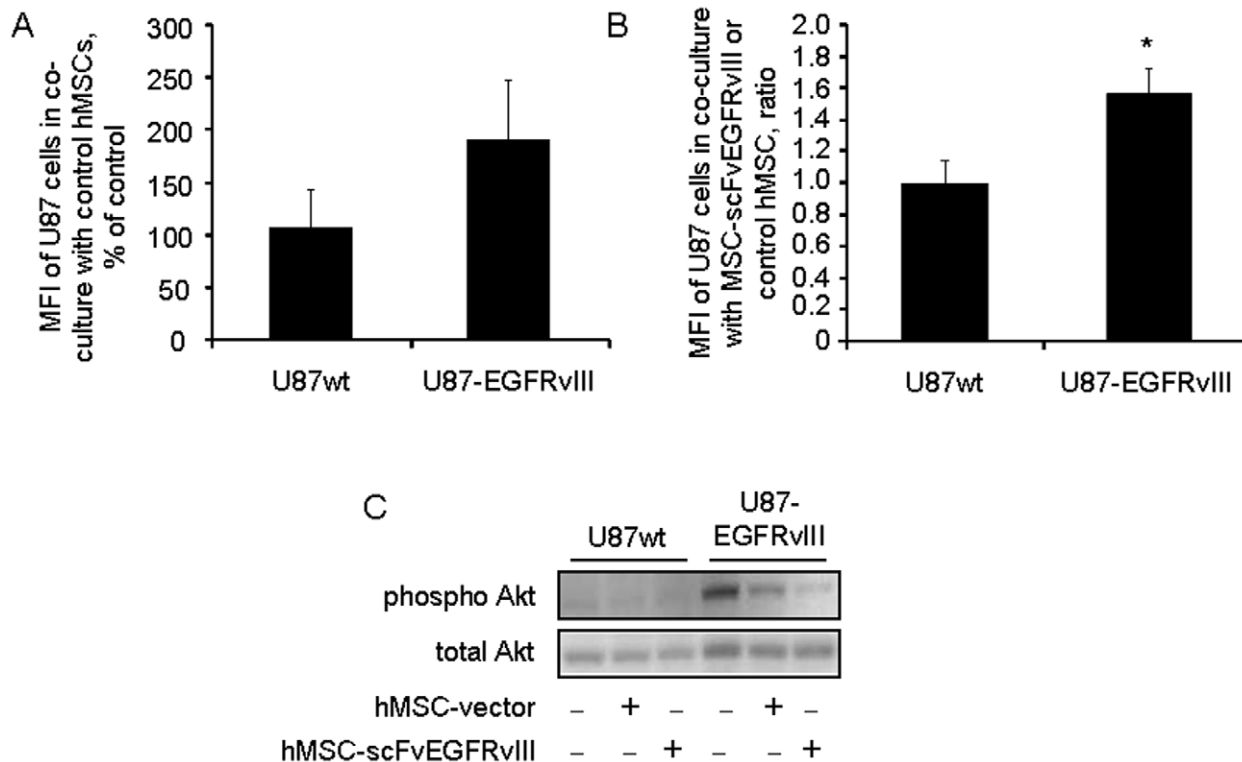 A
MFI of U87 cells in co-
culture with control hMSCs,
% of control
300
250
200
150
100
50
0
U87wt
U87-EGFRvIII
B
MFI of U87 cells in co-culture
with MSC-scFvEGFRvIII or
control hMSC, ratio
2.0
1.8
1.6
1.4
1.2
1.0
0.8
0.6
0.4
0.2
0
*
U87wt
U87-EGFRvIII
C
U87wt
U87-
EGFRvIII
phospho Akt
total Akt
hMSC-vector – + – – + –
hMSC-scFvEGFRvIII – – + – – +